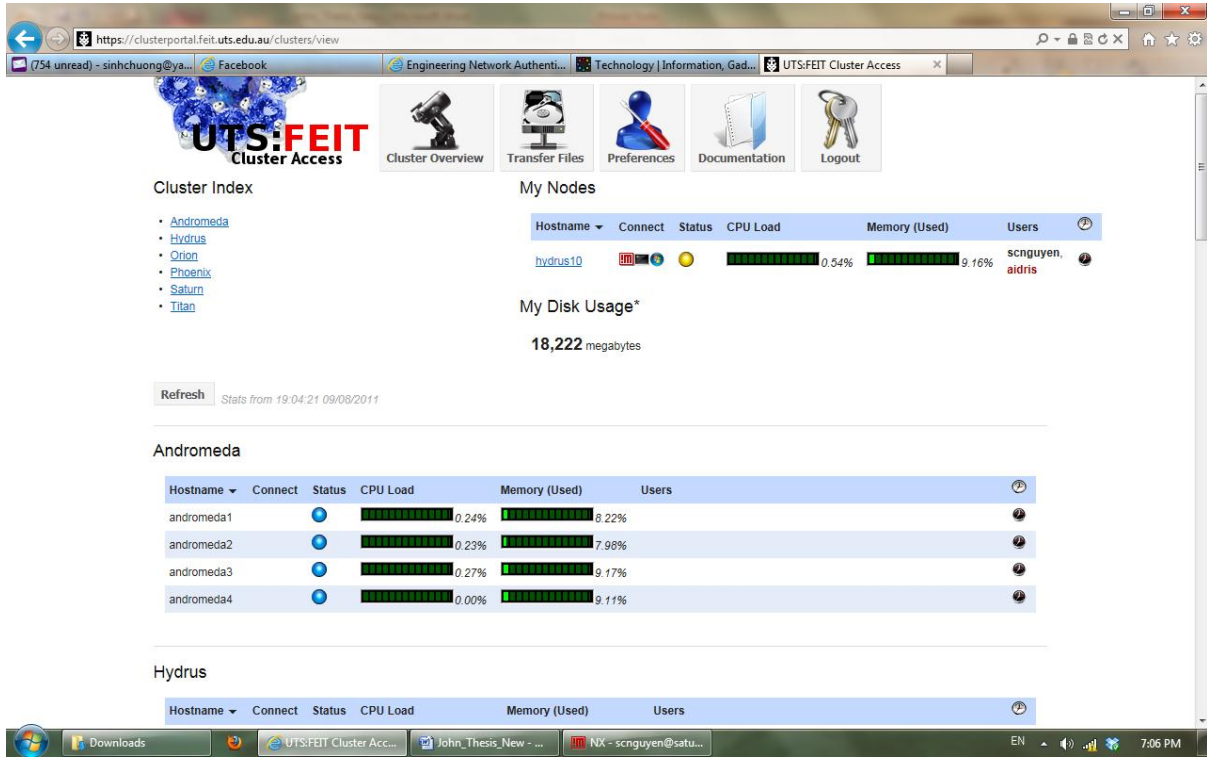 https://clusterportal.feit.uts.edu.au/clusters/view
(754 unread) - sinhchuong@ya...
Facebook
Engineering Network Authenti...
Technology | Information, Gad...
UTS:FEIT Cluster Access
UTS:FEIT
Cluster Access
Cluster Overview
Transfer Files
Preferences
Documentation
Logout
Cluster Index
Andromeda
Hydrus
Orion
Phoenix
Saturn
Titan
My Nodes
Hostname Connect Status CPU Load Memory (Used) Users
hydrus10 !M 0.54% 9.16% scnguyen,
aidris
My Disk Usage*
18,222 megabytes
Refresh Stats from 19:04:21 09/08/2011
Andromeda
Hostname Connect Status CPU Load Memory (Used) Users
andromeda1 0.24% 8.22%
andromeda2 0.23% 7.98%
andromeda3 0.27% 9.17%
andromeda4 0.00% 9.11%
Hydrus
Hostname Connect Status CPU Load Memory (Used) Users
Downloads
UTS:FEIT Cluster Acc...
John_Thesis_New - ...
!M NX - scnguyen@satu...
EN 7:06 PM